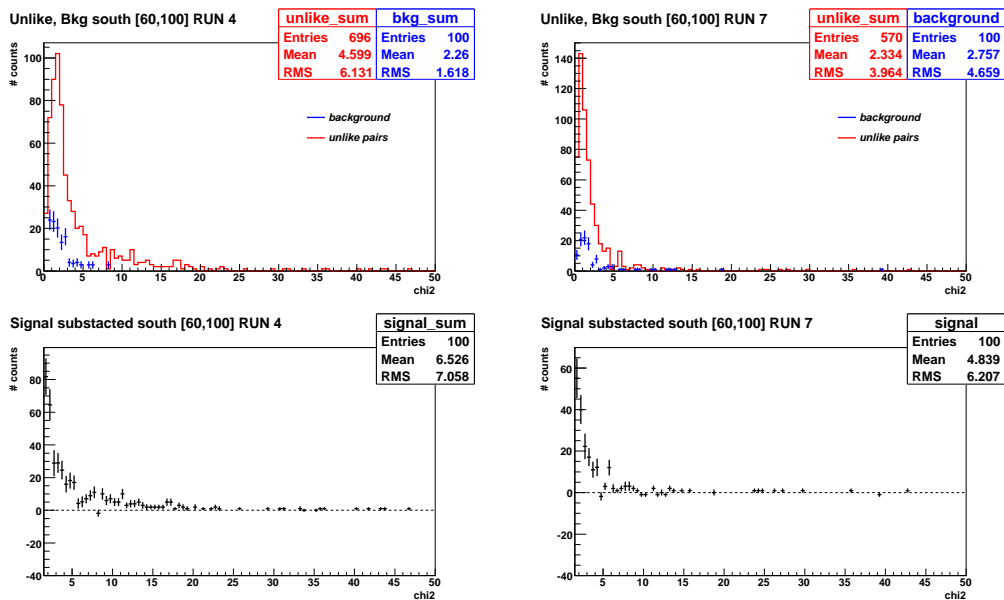 Unlike, Bkg south [60,100] RUN 4
unlike_sum
Entries 696
Mean 4.599
RMS 6.131
bkg_sum
Entries 100
Mean 2.26
RMS 1.618
# counts
100
80
60
40
20
0
background
unlike pairs
0 5 10 15 20 25 30 35 40 45 50
chi2
Unlike, Bkg south [60,100] RUN 7
unlike_sum
Entries 570
Mean 2.334
RMS 3.964
background
Entries 100
Mean 2.757
RMS 4.659
# counts
150
140
120
100
80
60
40
20
0
background
unlike pairs
0 5 10 15 20 25 30 35 40 45 50
chi2
Signal substacted south [60,100] RUN 4
signal_sum
Entries 100
Mean 6.526
RMS 7.058
# counts
80
60
40
20
0
-20
-40
5 10 15 20 25 30 35 40 45 50
chi2
Signal substacted south [60,100] RUN 7
signal
Entries 100
Mean 4.839
RMS 6.207
# counts
60
40
20
0
-20
-40
5 10 15 20 25 30 35 40 45 50
chi2